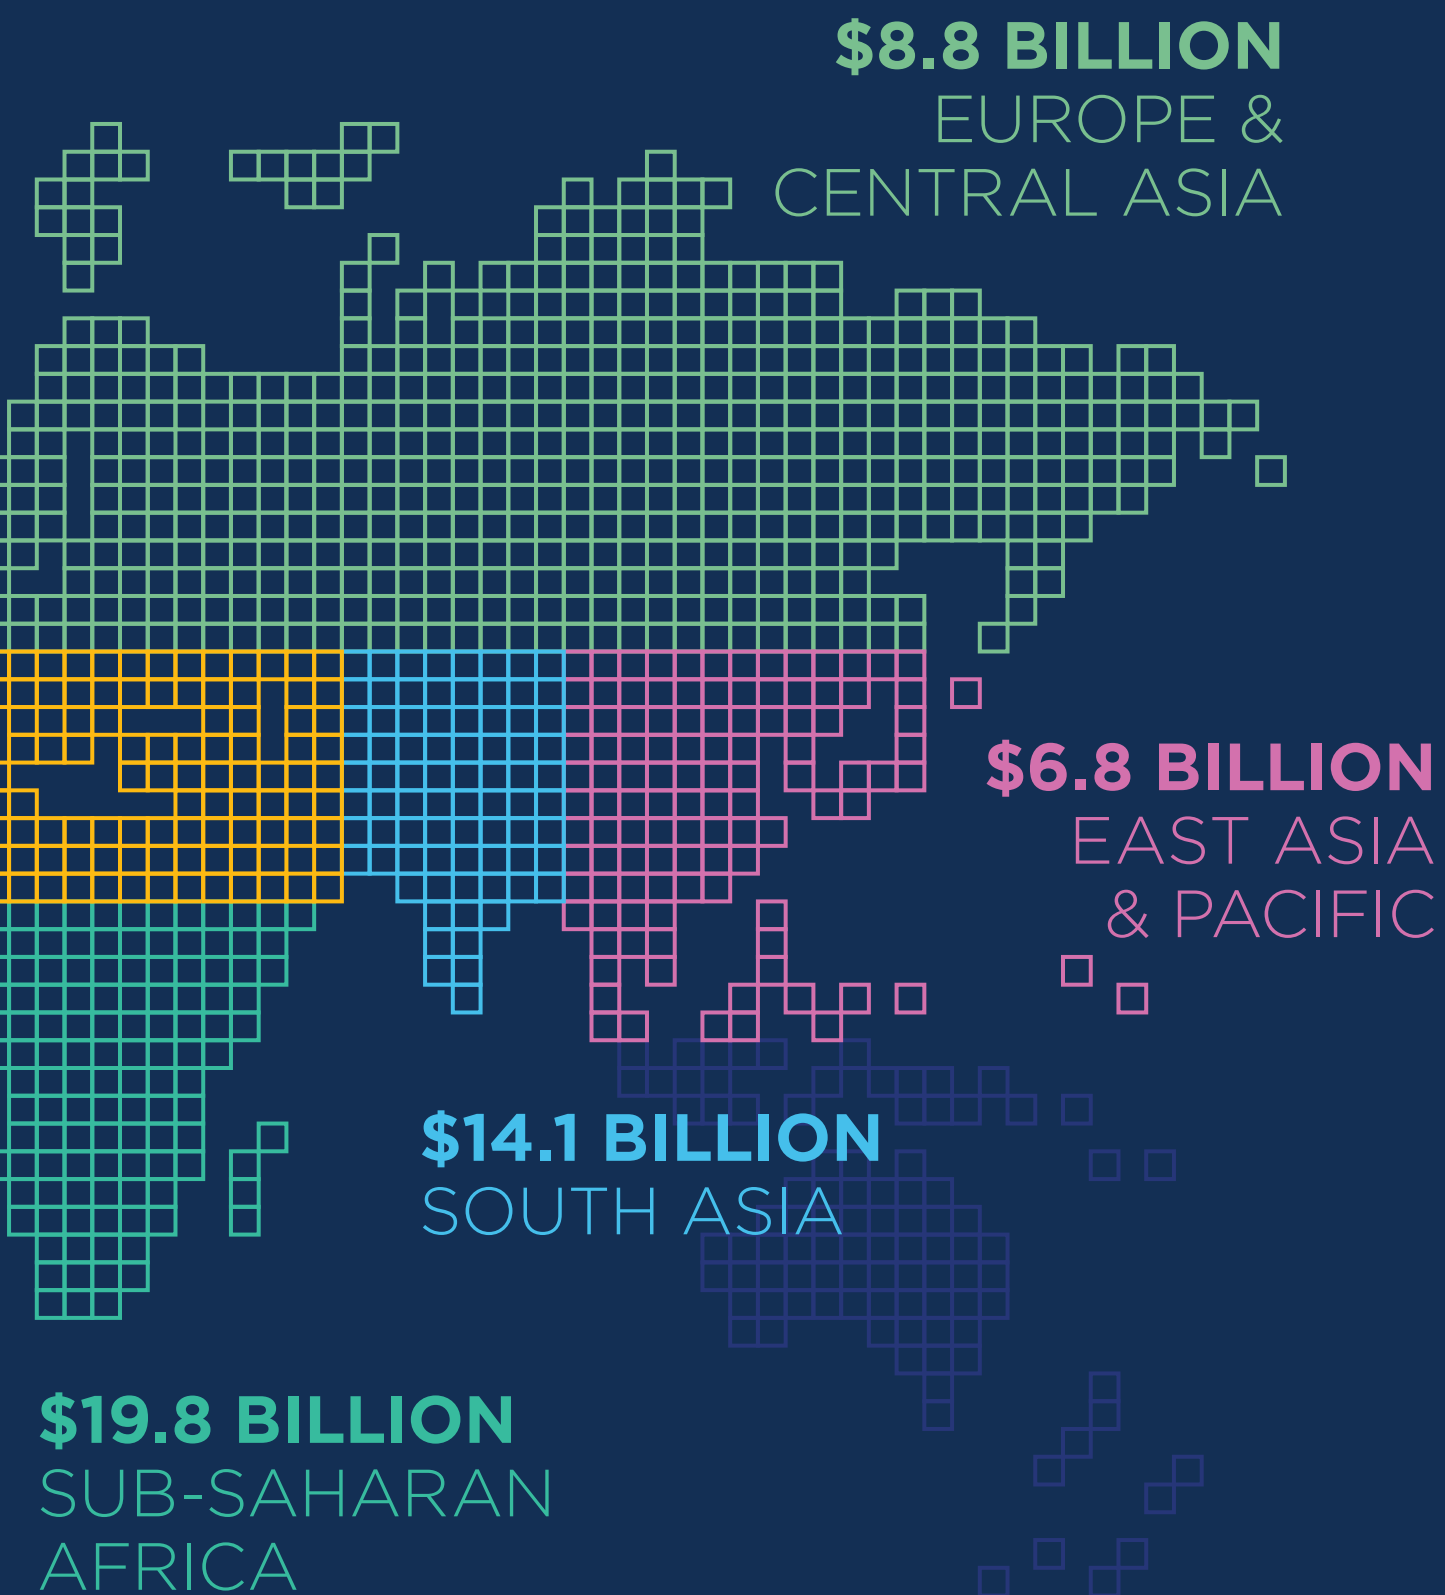 $8.8 BILLION
EUROPE &
CENTRAL ASIA
$6.8 BILLION
EAST ASIA
& PACIFIC
$14.1 BILLION
SOUTH ASIA
$19.8 BILLION
SUB-SAHARAN
AFRICA